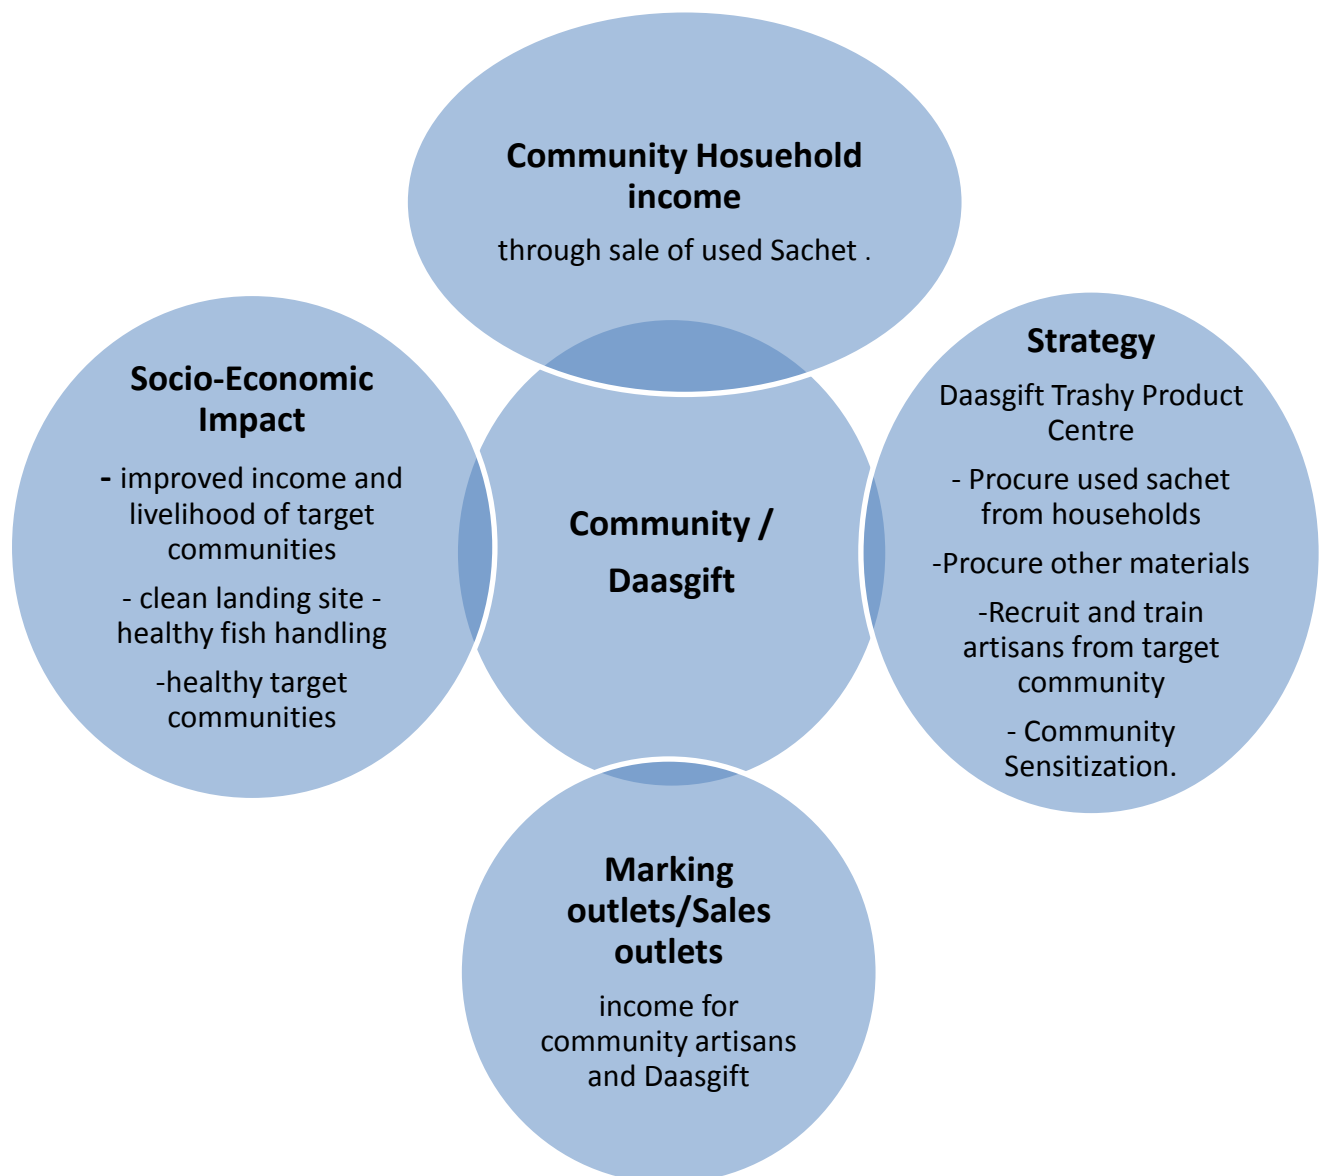 Community Hosuehold
income
through sale of used Sachet .
Socio-Economic
Impact
- improved income and
livelihood of target
communities
- clean landing site -
healthy fish handling
-healthy target
communities
Community /
Daasgift
Strategy
Daasgift Trashy Product
Centre
- Procure used sachet
from households
-Procure other materials
-Recruit and train
artisans from target
community
- Community
Sensitization.
Marking
outlets/Sales
outlets
income for
community artisans
and Daasgift